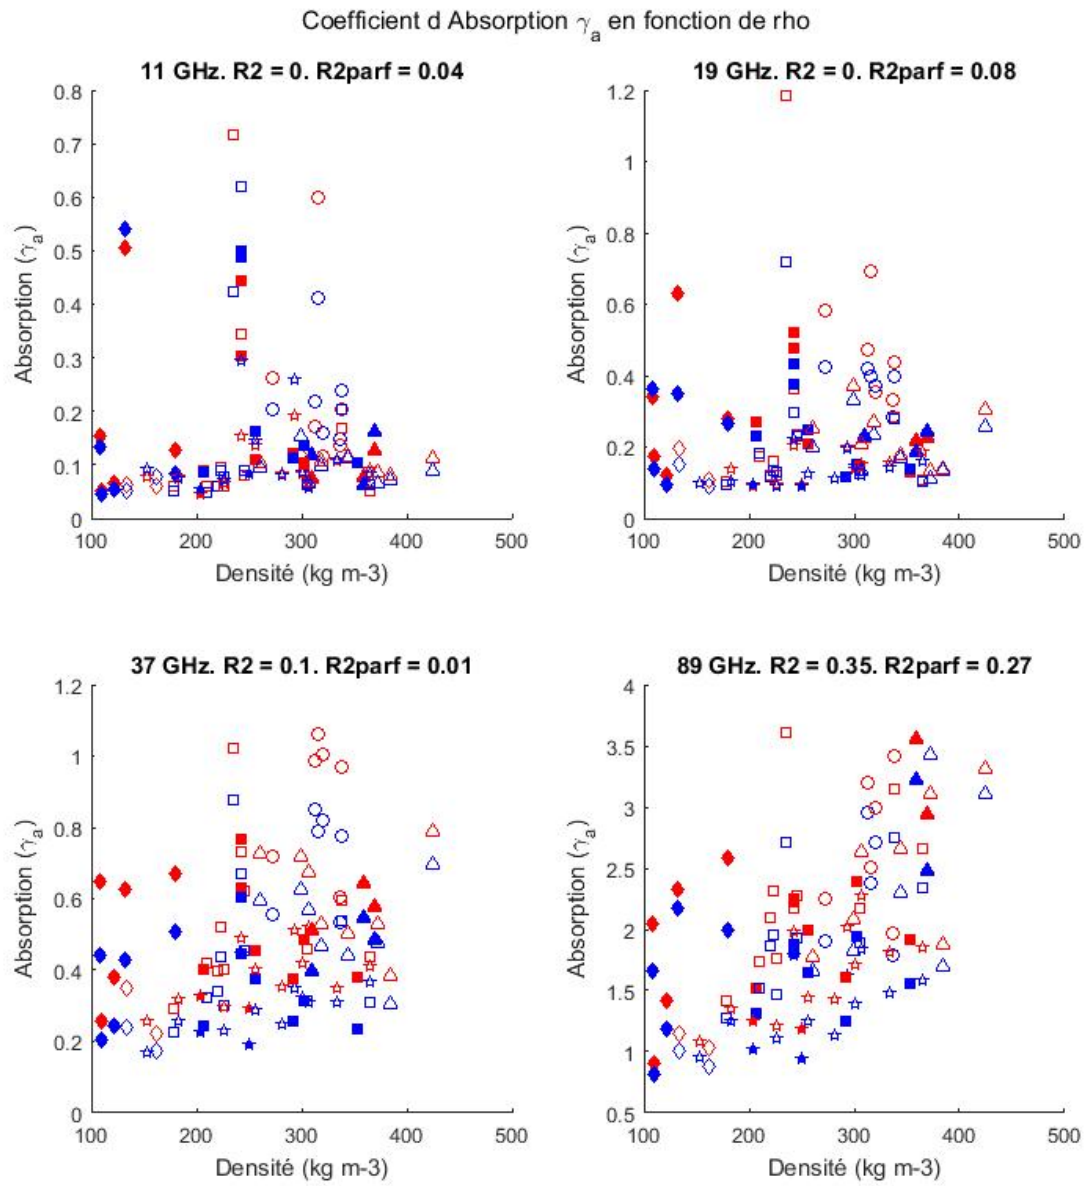 Coefficient d Absorption γa en fonction de rho
11 GHz. R2 = 0. R2parf = 0.04
0.8
0.7
0.6
0.5
0.4
0.3
0.2
0.1
0
Absorption (γa)
100 200 300 400 500
Densité (kg m-3)
19 GHz. R2 = 0. R2parf = 0.08
1.2
1
0.8
0.6
0.4
0.2
0
Absorption (γa)
100 200 300 400 500
Densité (kg m-3)
37 GHz. R2 = 0.1. R2parf = 0.01
1.2
1
0.8
0.6
0.4
0.2
0
Absorption (γa)
100 200 300 400 500
Densité (kg m-3)
89 GHz. R2 = 0.35. R2parf = 0.27
4
3.5
3
2.5
2
1.5
1
0.5
Absorption (γa)
100 200 300 400 500
Densité (kg m-3)